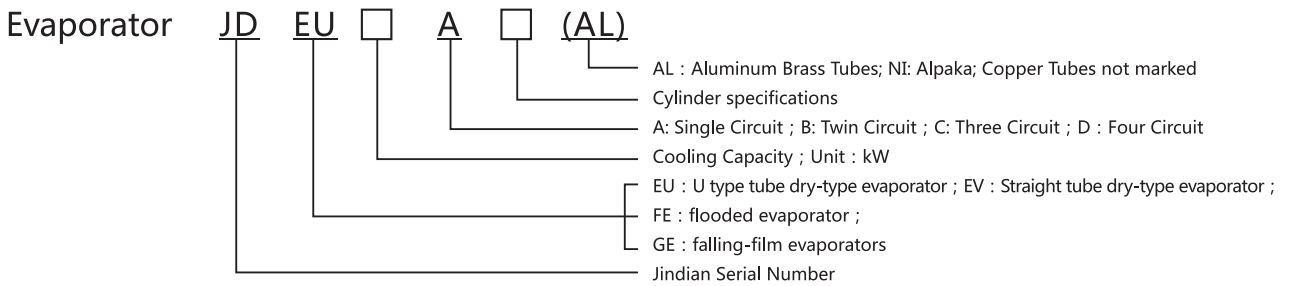 Evaporator JD EU □ A □ (AL)
AL : Aluminum Brass Tubes; NI: Alpaka; Copper Tubes not marked
Cylinder specifications
A: Single Circuit ; B: Twin Circuit ; C: Three Circuit ; D : Four Circuit
Cooling Capacity ; Unit : kW
EU : U type tube dry-type evaporator ; EV : Straight tube dry-type evaporator ;
FE : flooded evaporator ;
GE : falling-film evaporators
Jindian Serial Number